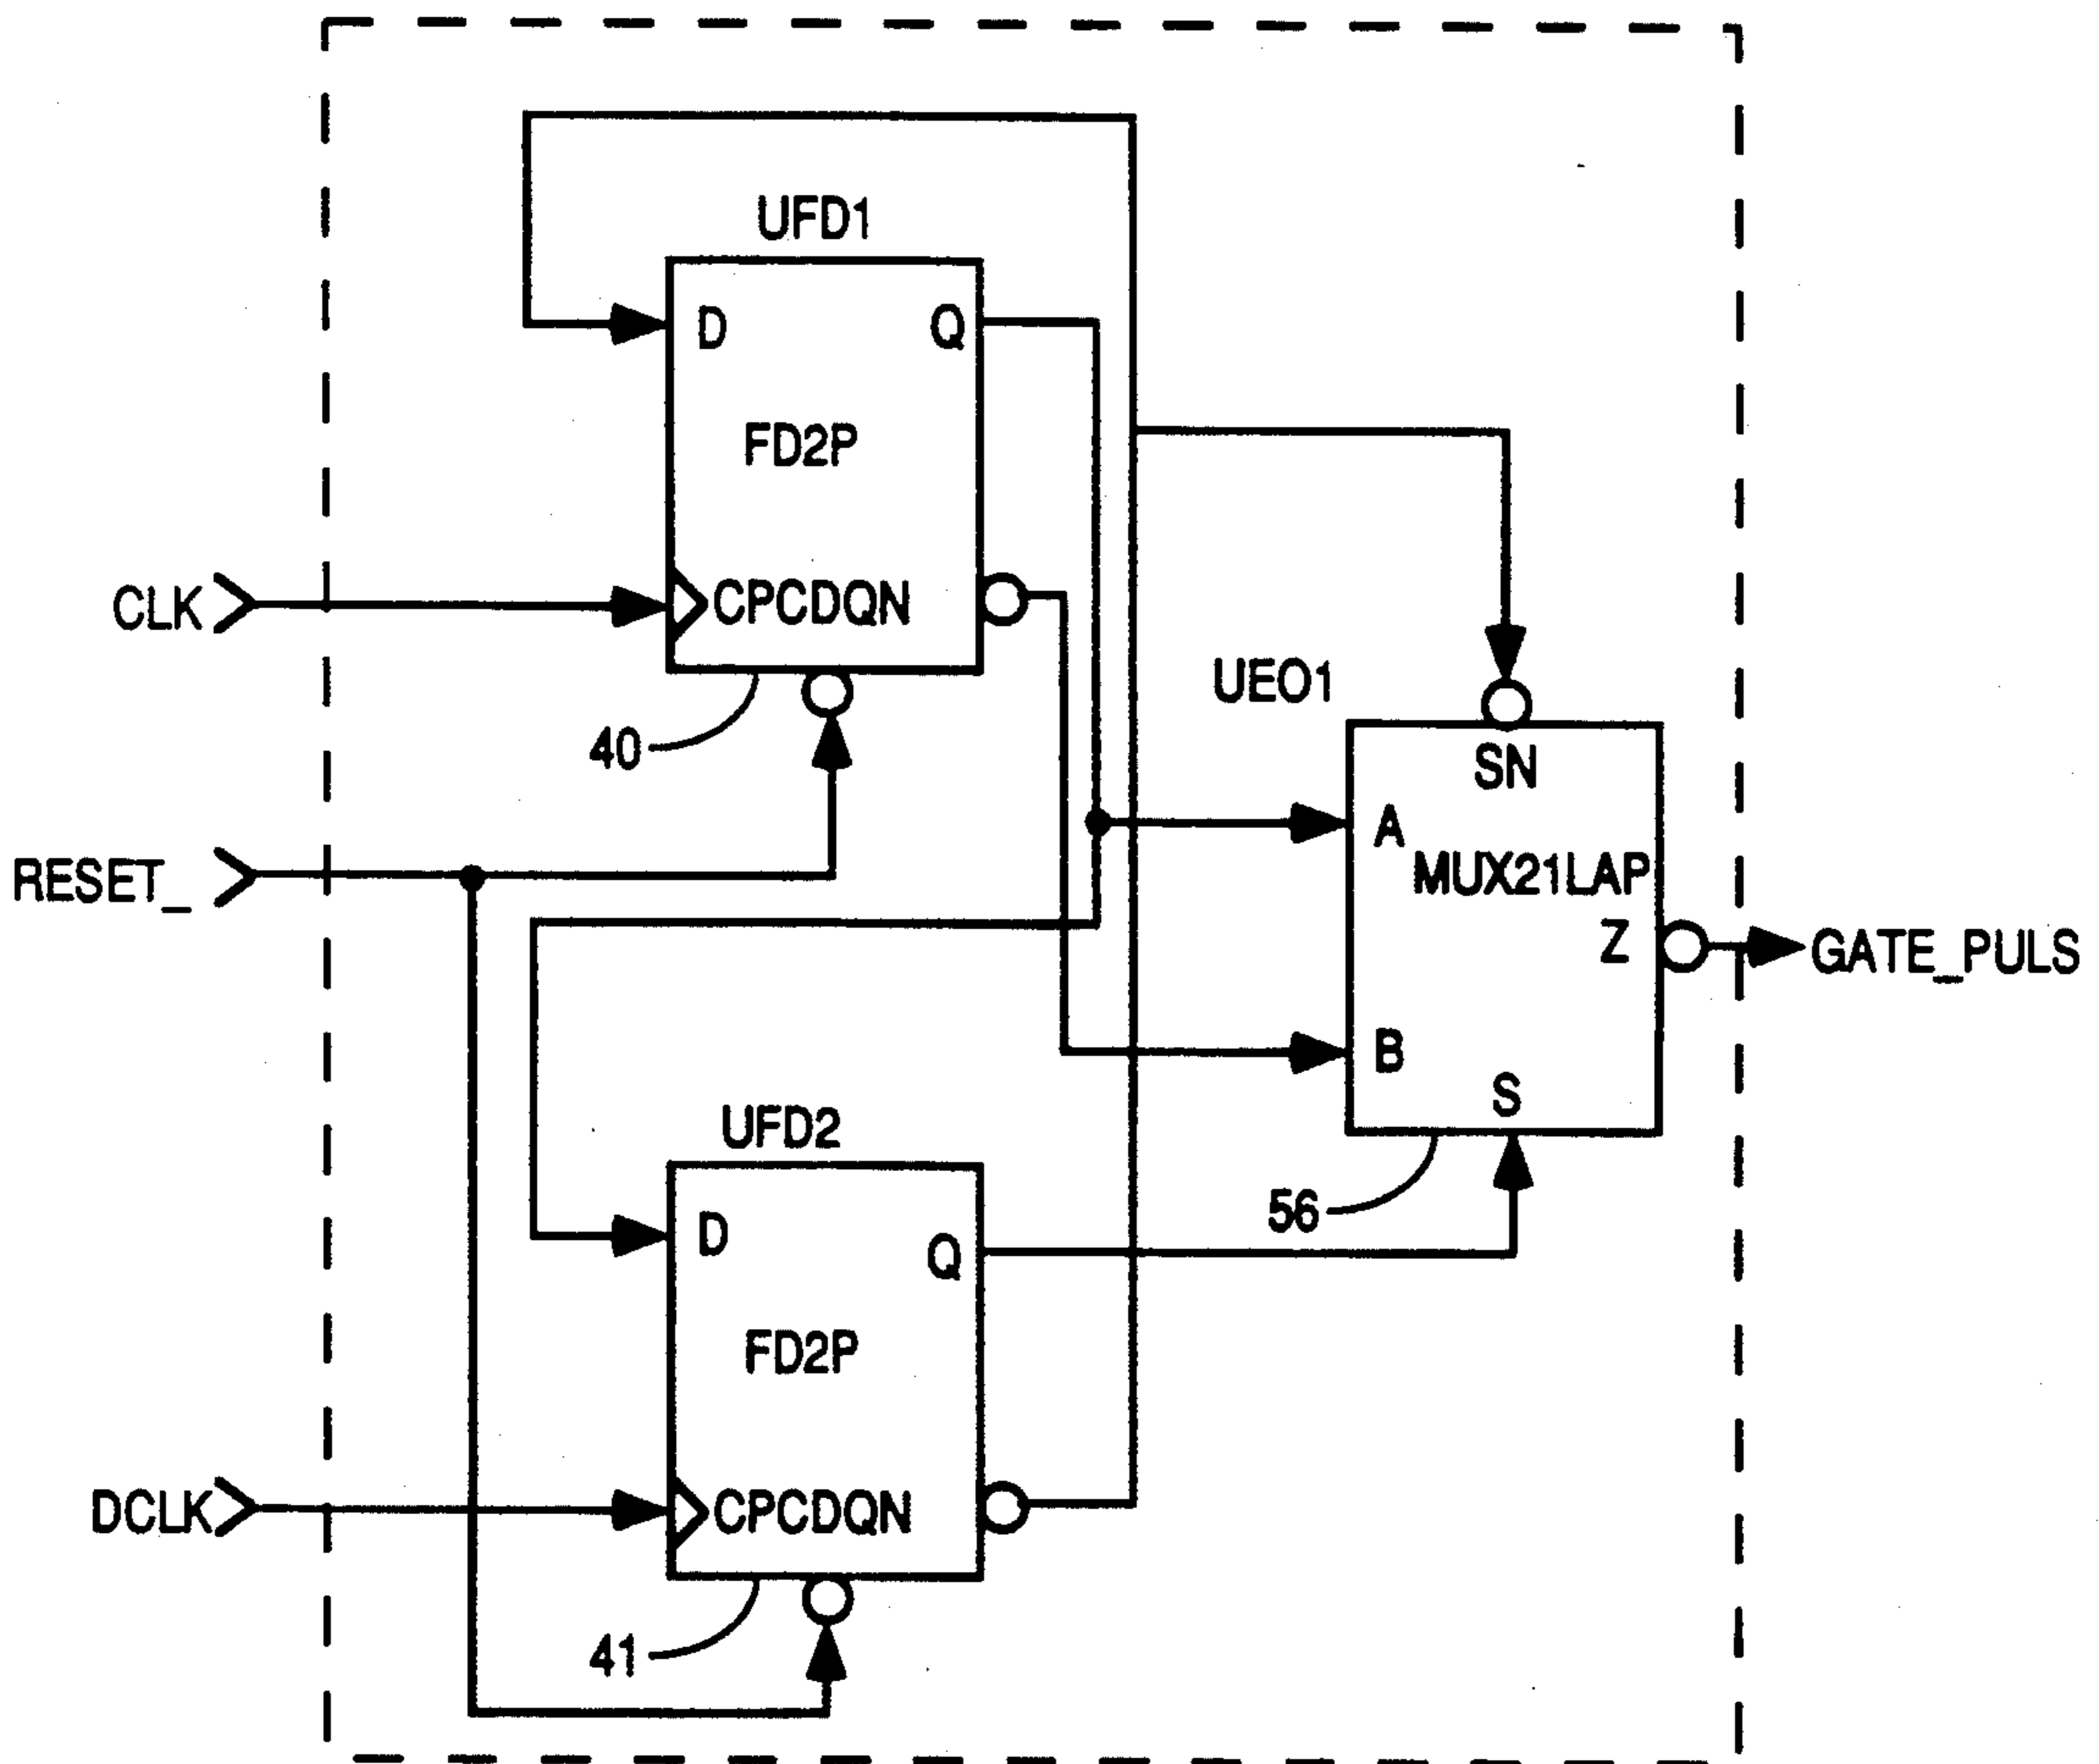 UFD1
D
Q
FD2P
CLK
CPCDQN
UEO1
40
SN
A
RESET_
MUX21LAP
Z
GATE_PULS
B
S
UFD2
56
D
Q
FD2P
DCLK
CPCDQN
41